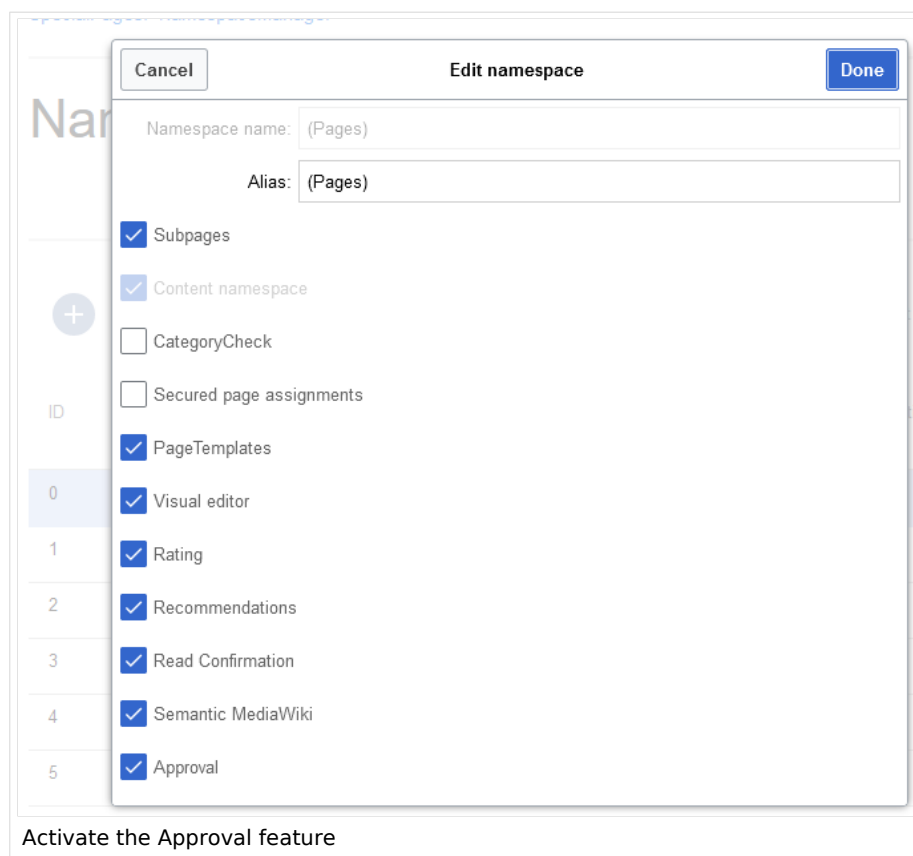 Cancel Edit namespace Done
Nar
Namespace name: (Pages)
Alias: (Pages)
Subpages
Content namespace
CategoryCheck
Secured page assignments
ID
PageTemplates
0
Visual editor
1
Rating
2
Recommendations
3
Read Confirmation
4
Semantic MediaWiki
5
Approval
Activate the Approval feature